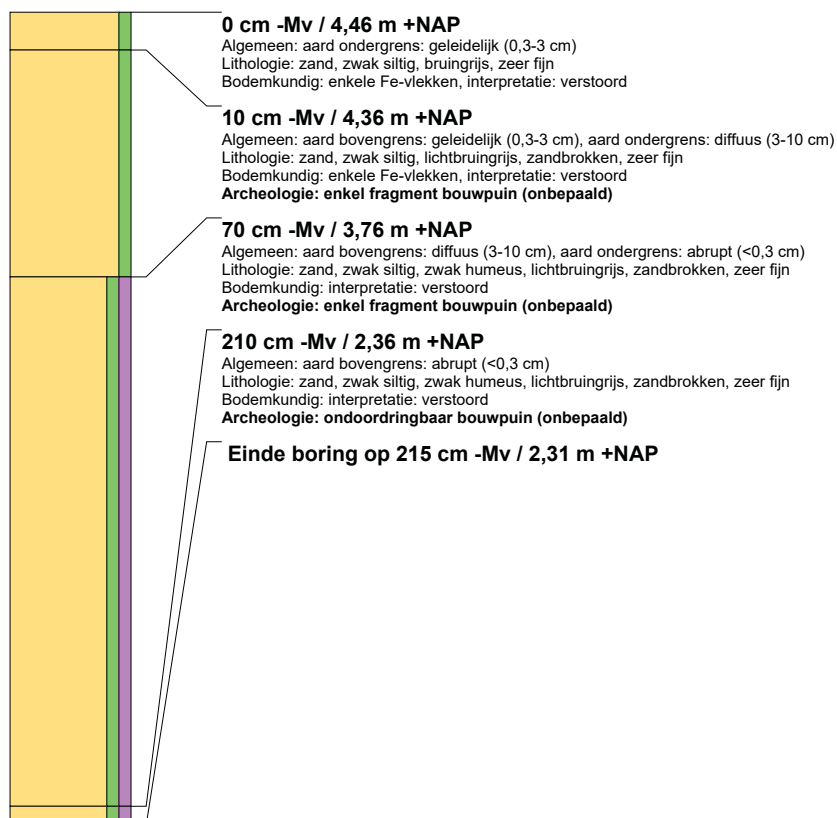 0 cm -Mv / 4,46 m +NAP
Algemeen: aard ondergrens: geleidelijk (0,3-3 cm)
Lithologie: zand, zwak siltig, bruingrijs, zeer fijn
Bodemkundig: enkele Fe-vlekken, interpretatie: verstoord
10 cm -Mv / 4,36 m +NAP
Algemeen: aard bovengrens: geleidelijk (0,3-3 cm), aard ondergrens: diffuus (3-10 cm)
Lithologie: zand, zwak siltig, lichtbruingrijs, zandbrokken, zeer fijn
Bodemkundig: enkele Fe-vlekken, interpretatie: verstoord
Archeologie: enkel fragment bouwpuin (onbepaald)
70 cm -Mv / 3,76 m +NAP
Algemeen: aard bovengrens: diffuus (3-10 cm), aard ondergrens: abrupt (<0,3 cm)
Lithologie: zand, zwak siltig, zwak humeus, lichtbruingrijs, zandbrokken, zeer fijn
Bodemkundig: interpretatie: verstoord
Archeologie: enkel fragment bouwpuin (onbepaald)
210 cm -Mv / 2,36 m +NAP
Algemeen: aard bovengrens: abrupt (<0,3 cm)
Lithologie: zand, zwak siltig, zwak humeus, lichtbruingrijs, zandbrokken, zeer fijn
Bodemkundig: interpretatie: verstoord
Archeologie: ondoordringbaar bouwpuin (onbepaald)
Einde boring op 215 cm -Mv / 2,31 m +NAP